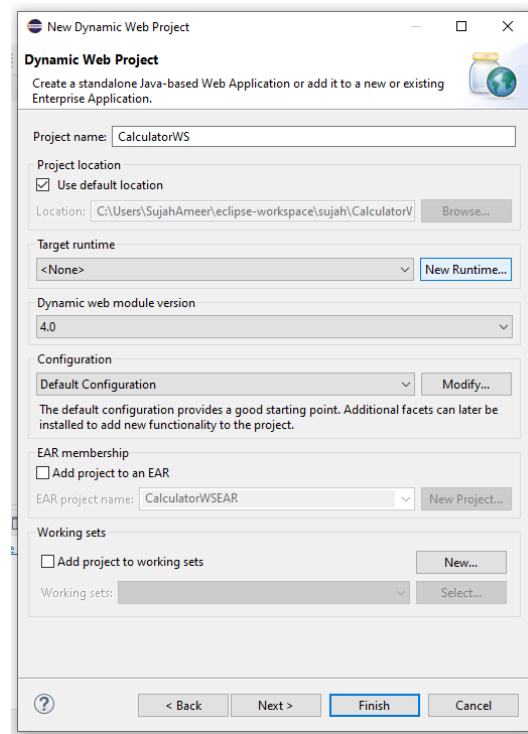 New Dynamic Web Project
Dynamic Web Project
Create a standalone Java-based Web Application or add it to a new or existing
Enterprise Application.
Project name: CalculatorWS
Project location
Use default location
Location: C:\Users\SujahAmeer\eclipse-workspace\sujah\CalculatorW Browse...
Target runtime
<None> New Runtime...
Dynamic web module version
4.0
Configuration
Default Configuration Modify...
The default configuration provides a good starting point. Additional facets can later be
installed to add new functionality to the project.
EAR membership
Add project to an EAR
EAR project name: CalculatorWSEAR New Project...
Working sets
Add project to working sets New...
Working sets: Select...
? < Back Next > Finish Cancel